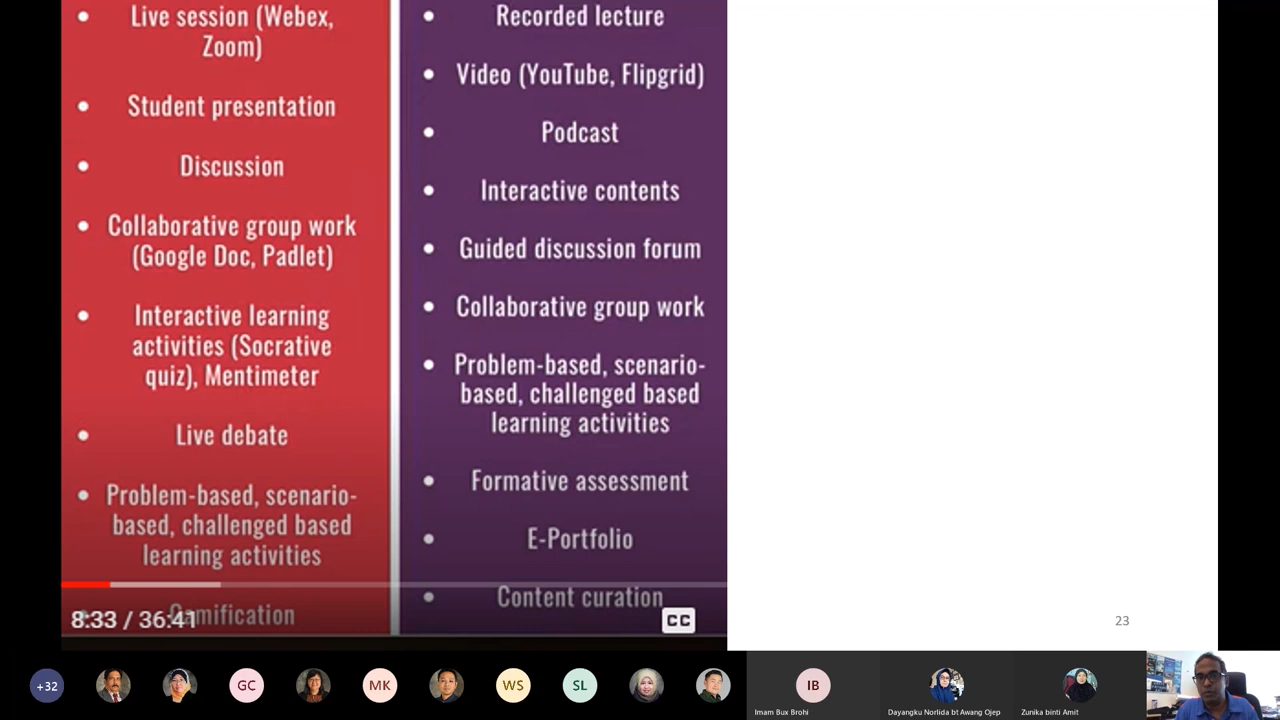 Live session (Webex,
Zoom)
Student presentation
Discussion
Collaborative group work
(Google Doc, Padlet)
Interactive learning
activities (Socrative
quiz), Mentimeter
Live debate
Problem-based, scenario-
based, challenged based
learning activities
Gamification
Recorded lecture
Video (YouTube, Flipgrid)
Podcast
Interactive contents
Guided discussion forum
Collaborative group work
Problem-based, scenario-
based, challenged based
learning activities
Formative assessment
E-Portfolio
Content curation
8:33 / 36:41
CC
23
+32
GC
MK
WS
SL
IB
Imam Bux Brohi
Dayangku Norlida bt Awang Ojep
Zunika binti Amit